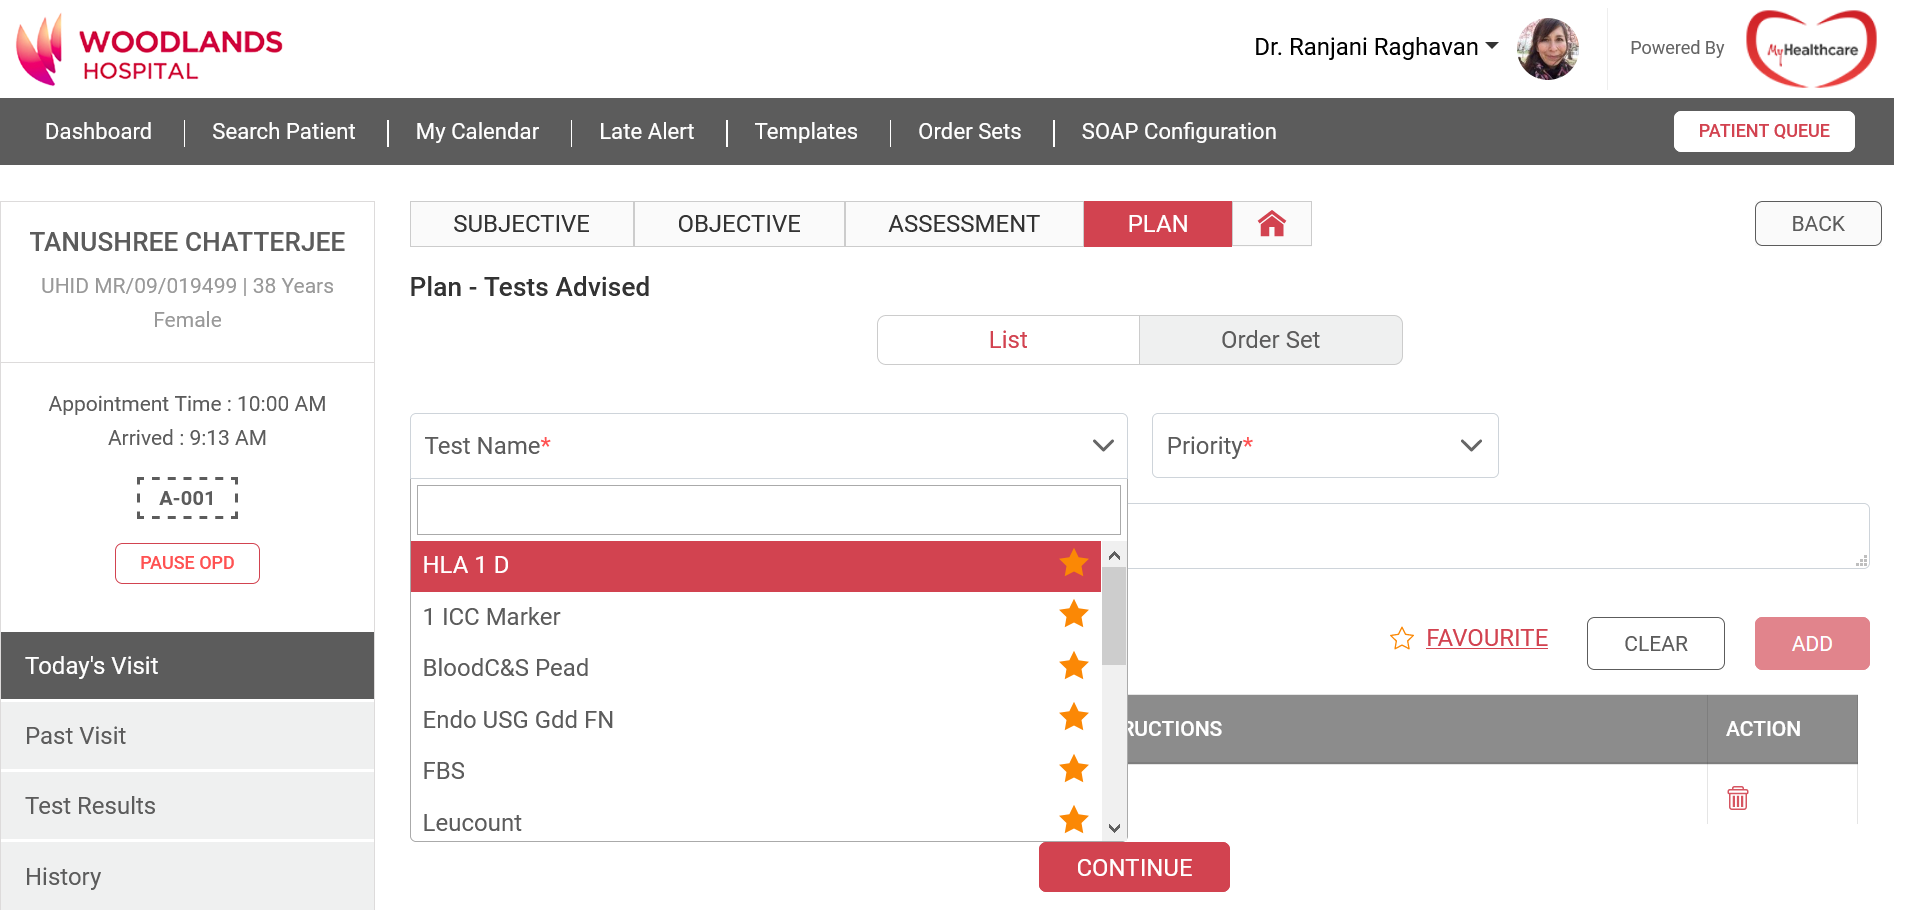 WOODLANDS
HOSPITAL
Dr. Ranjani Raghavan
Powered By
MyHealthcare
Dashboard
Search Patient
My Calendar
Late Alert
Templates
Order Sets
SOAP Configuration
PATIENT QUEUE
TANUSHREE CHATTERJEE
UHID MR/09/019499 | 38 Years
Female
Appointment Time : 10:00 AM
Arrived : 9:13 AM
A-001
PAUSE OPD
Today's Visit
Past Visit
Test Results
History
SUBJECTIVE
OBJECTIVE
ASSESSMENT
PLAN
BACK
Plan - Tests Advised
List
Order Set
Test Name*
Priority*
HLA 1 D
1 ICC Marker
BloodC&S Pead
Endo USG Gdd FN
FBS
Leucount
FAVOURITE
CLEAR
ADD
RUCTIONS
ACTION
CONTINUE